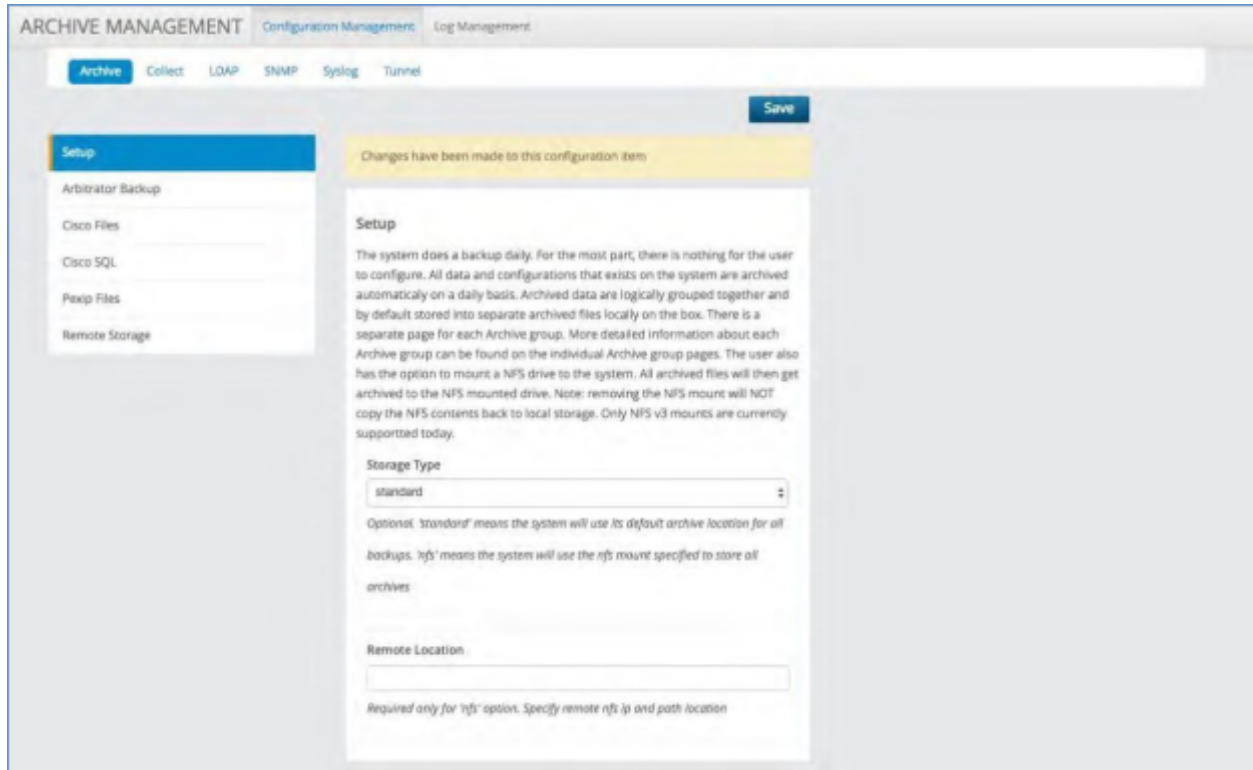 ARCHIVE MANAGEMENT Configuration Management Log Management
Archive Collect LDAP SNMP Syslog Tunnel
Save
Setup
Arbitrator Backup
Cisco Files
Cisco SQL
Pexip Files
Remote Storage
Changes have been made to this configuration item
Setup
The system does a backup daily. For the most part, there is nothing for the user
to configure. All data and configurations that exists on the system are archived
automaticaly on a daily basis. Archived data are logically grouped together and
by default stored into separate archived files locally on the box. There is a
separate page for each Archive group. More detailed information about each
Archive group can be found on the individual Archive group pages. The user also
has the option to mount a NFS drive to the system. All archived files will then get
archived to the NFS mounted drive. Note: removing the NFS mount will NOT
copy the NFS contents back to local storage. Only NFS v3 mounts are currently
supportted today.
Storage Type
standard
Optional. 'standard' means the system will use its default archive location for all
backups. 'nfs' means the system will use the nfs mount specified to store all
archives
Remote Location
Required only for 'nfs' option. Specify remote nfs ip and path location